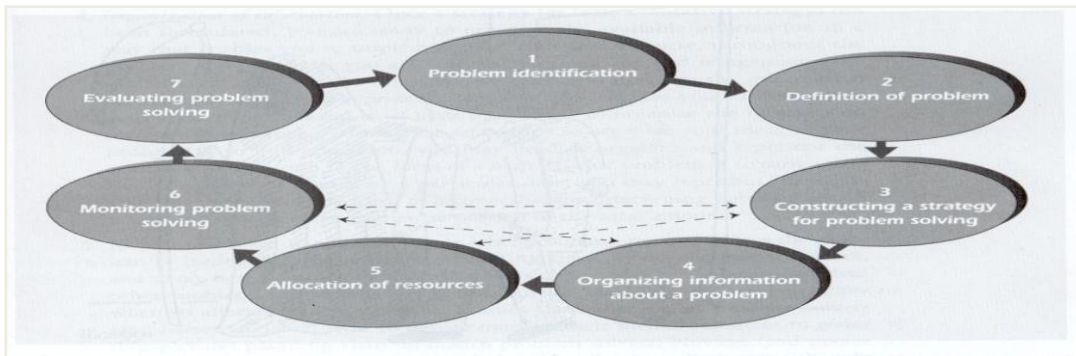 1
Problem identification
2
Definition of problem
3
Constructing a strategy
for problem solving
4
Organizing information
about a problem
5
Allocation of resources
6
Monitoring problem
solving
7
Evaluating problem
solving